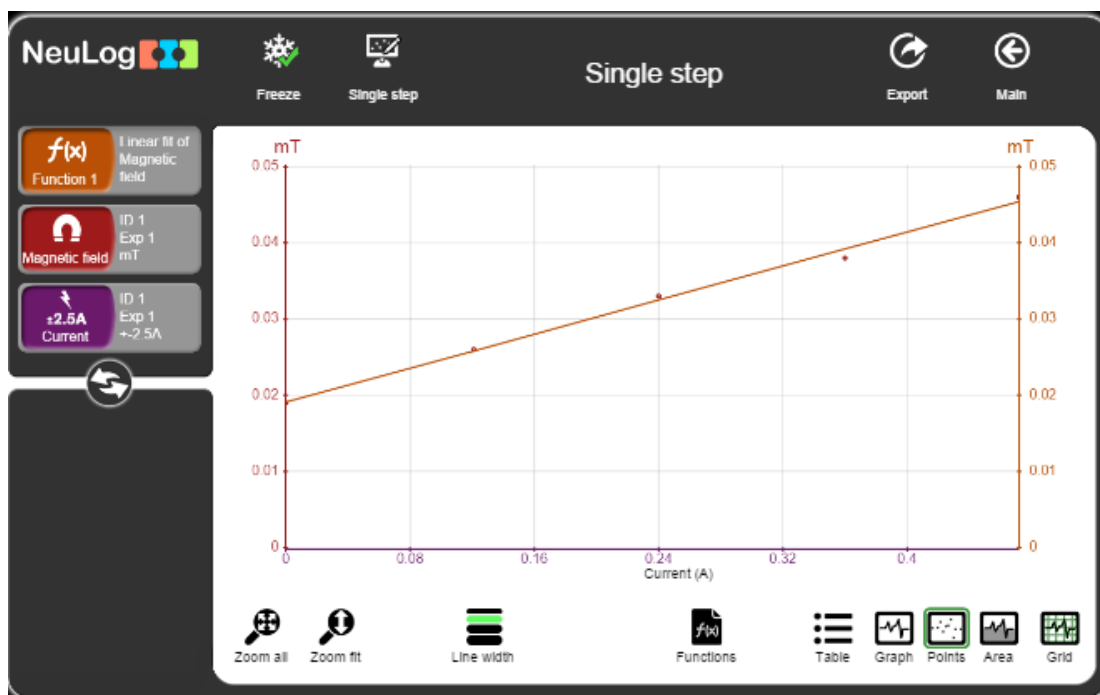 NeuLog
Freeze
Single step
Single step
Export
Main
f(x)
Function 1
Linear fit of
Magnetic
field
Magnetic field
ID 1
Exp 1
mT
±2.5A
Current
ID 1
Exp 1
+-2.5A
mT
mT
0.05
0.05
0.04
0.04
0.03
0.03
0.02
0.02
0.01
0.01
0
0
0
0.08
0.16
0.24
0.32
0.4
Current (A)
Zoom all
Zoom fit
Line width
f(x)
Functions
Table
Graph
Points
Area
Grid